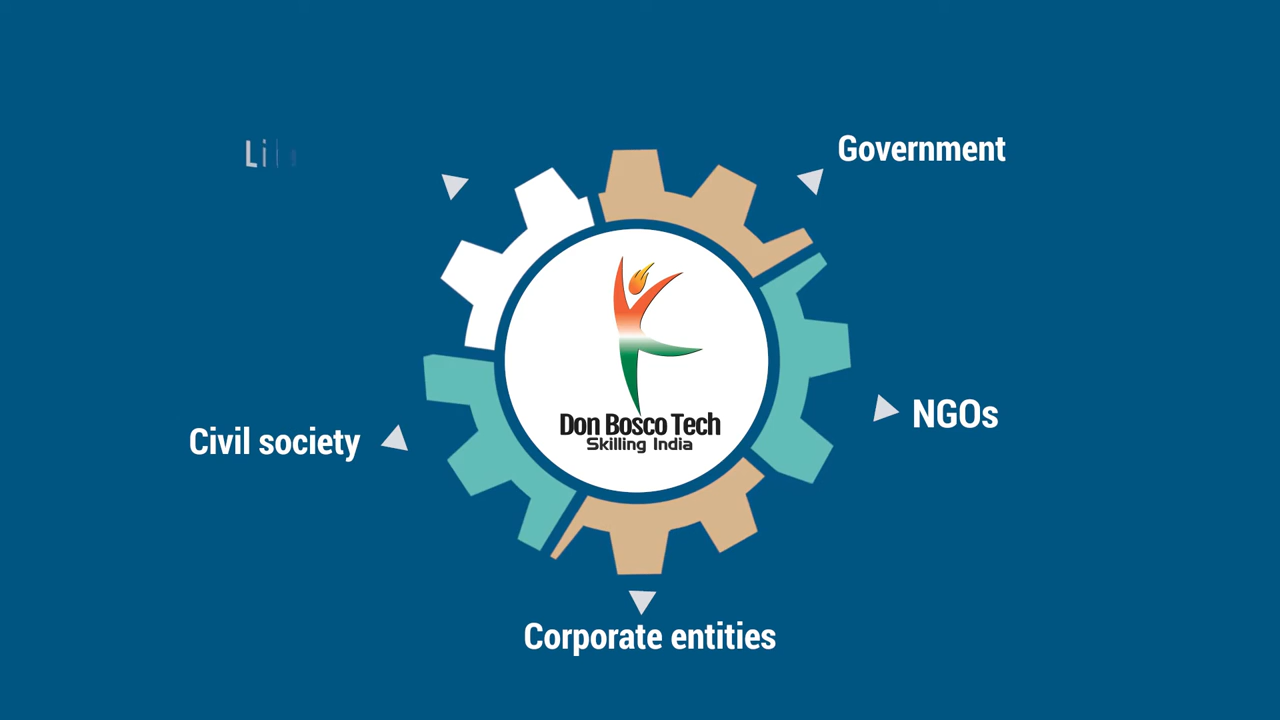 Government
NGOs
Don Bosco Tech
Skilling India
Civil society
Corporate entities